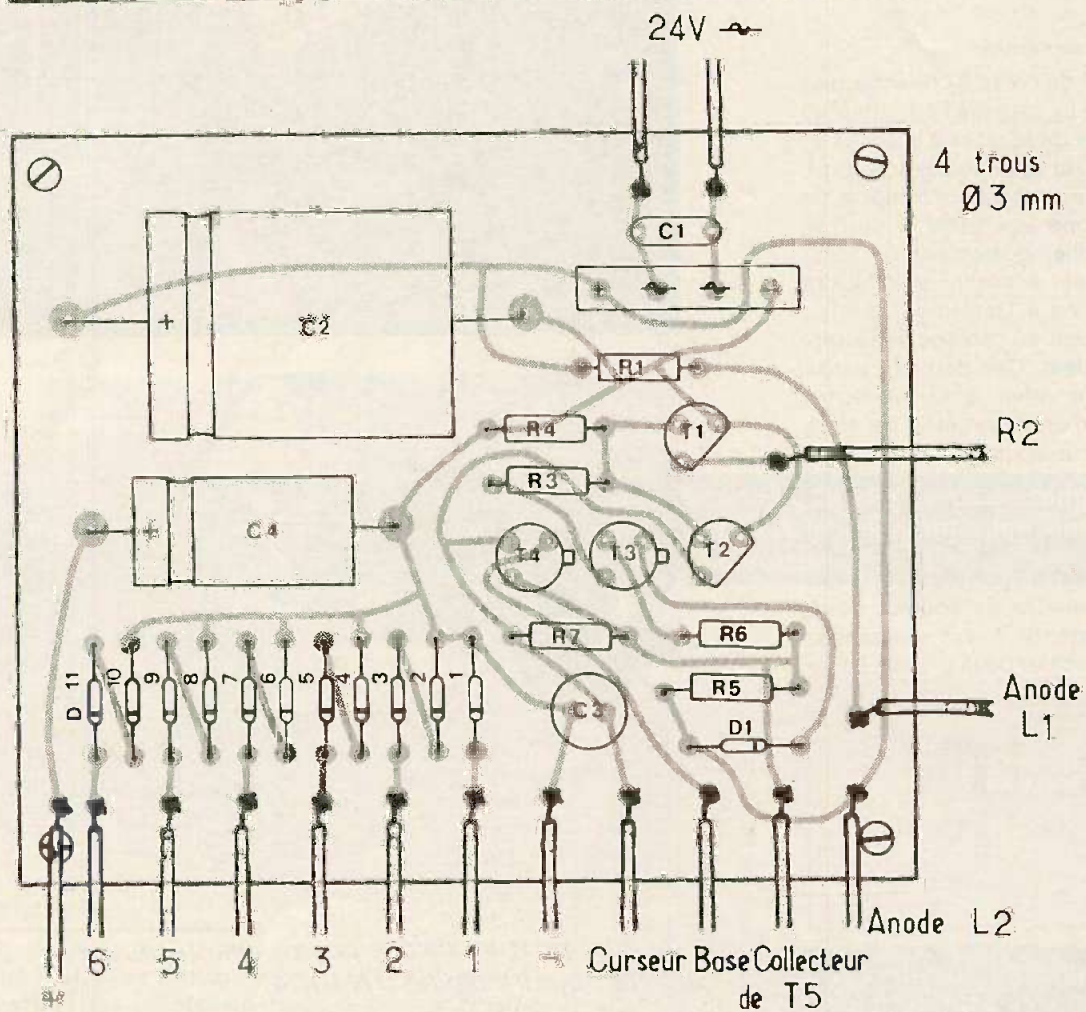 24V ~
4 trous
Ø 3 mm
C1
+ ~ ~ +
+ C2
R1
R4 T1
R2
R3
+ C4
T4 T3 T2
R7 R6
D 11 10 9 8 7 6 5 4 3 2 1
R5
C3
D1
Anode
L1
Anode L2
+ 6 5 4 3 2 1 - Curseur Base Collecteur
de T5